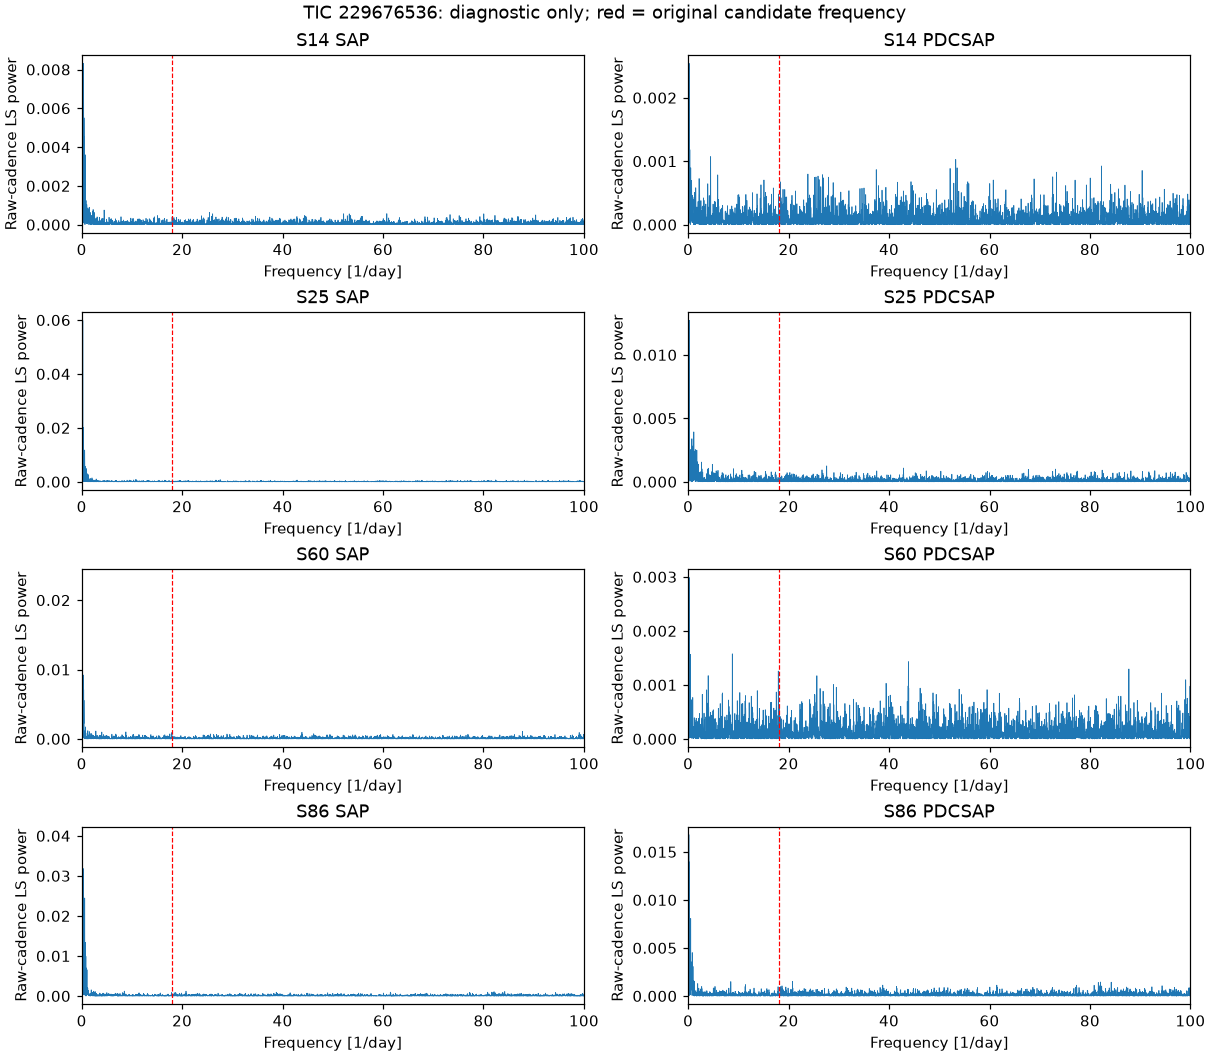 TIC 229676536: diagnostic only; red = original candidate frequency
S14 SAP
Raw-cadence LS power
0.008
0.006
0.004
0.002
0.000
0 20 40 60 80 100
Frequency [1/day]
S14 PDCSAP
Raw-cadence LS power
0.002
0.001
0.000
0 20 40 60 80 100
Frequency [1/day]
S25 SAP
Raw-cadence LS power
0.06
0.04
0.02
0.00
0 20 40 60 80 100
Frequency [1/day]
S25 PDCSAP
Raw-cadence LS power
0.010
0.005
0.000
0 20 40 60 80 100
Frequency [1/day]
S60 SAP
Raw-cadence LS power
0.02
0.01
0.00
0 20 40 60 80 100
Frequency [1/day]
S60 PDCSAP
Raw-cadence LS power
0.003
0.002
0.001
0.000
0 20 40 60 80 100
Frequency [1/day]
S86 SAP
Raw-cadence LS power
0.04
0.03
0.02
0.01
0.00
0 20 40 60 80 100
Frequency [1/day]
S86 PDCSAP
Raw-cadence LS power
0.015
0.010
0.005
0.000
0 20 40 60 80 100
Frequency [1/day]